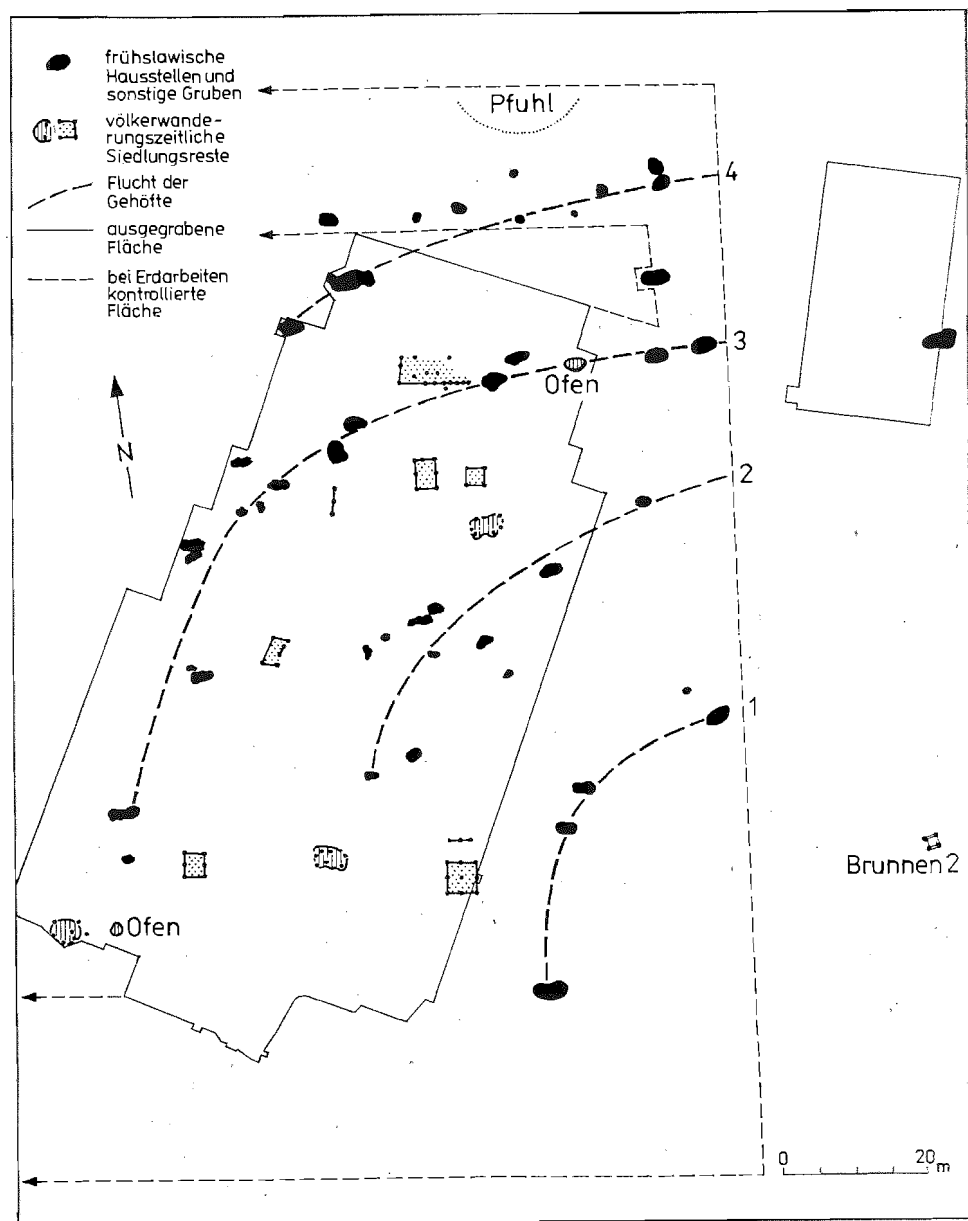 frühslawische
Hausstellen und
sonstige Gruben
völkerwande-
rungszeitliche
Siedlungsreste
Flucht der
Gehöfte
ausgegrabene
Fläche
bei Erdarbeiten
kontrollierte
Fläche
Pfuhl
4
3
Ofen
N
2
1
Brunnen 2
Ofen
0 20 m